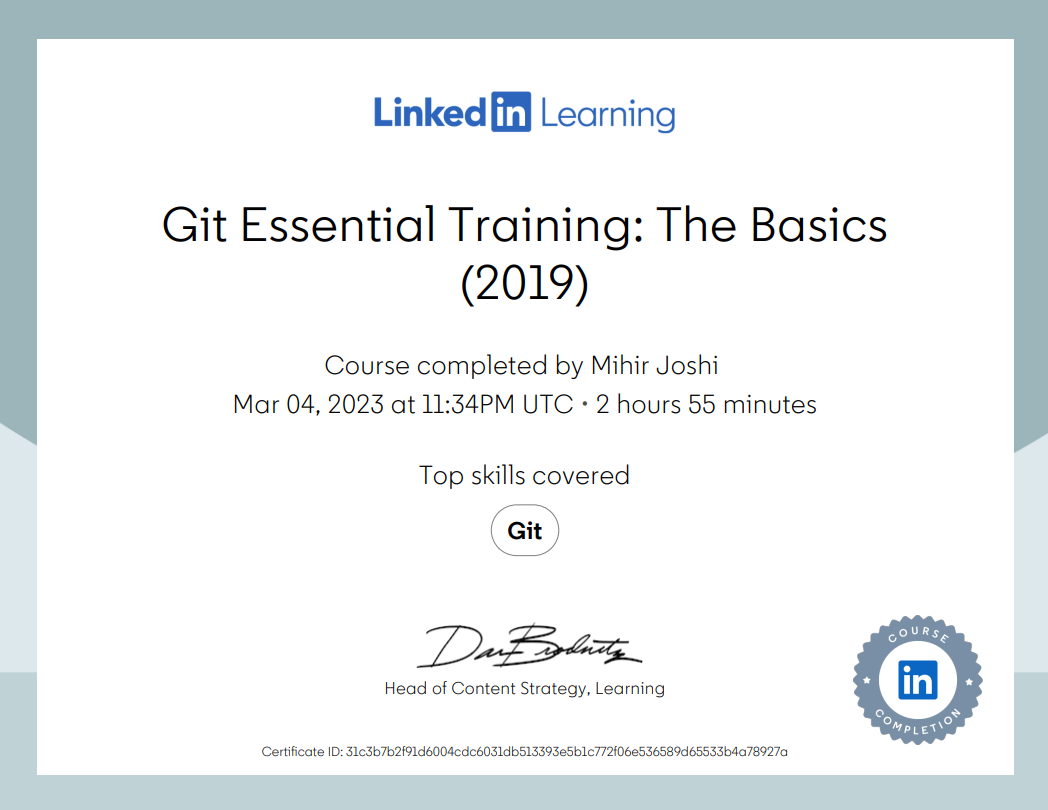 Linkedin Learning
Git Essential Training: The Basics
(2019)
Course completed by Mihir Joshi
Mar 04, 2023 at 11:34PM UTC • 2 hours 55 minutes
Top skills covered
Git
Dan Brodnitz
Head of Content Strategy, Learning
COURSE
in
COMPLETION
Certificate ID: 31c3b7b2f91d6004cdc6031db513393e5b1c772f06e536589d65533b4a78927a